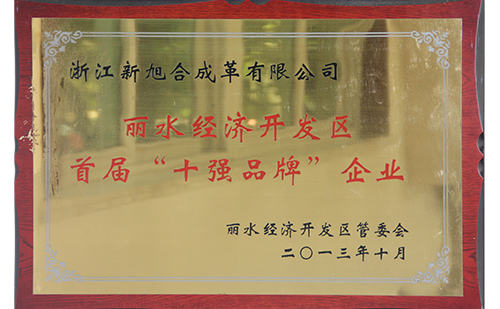 浙江新旭合成革有限公司
丽水经济开发区
首届“十强品牌”企业
丽水经济开发区管委会
二〇一三年十月